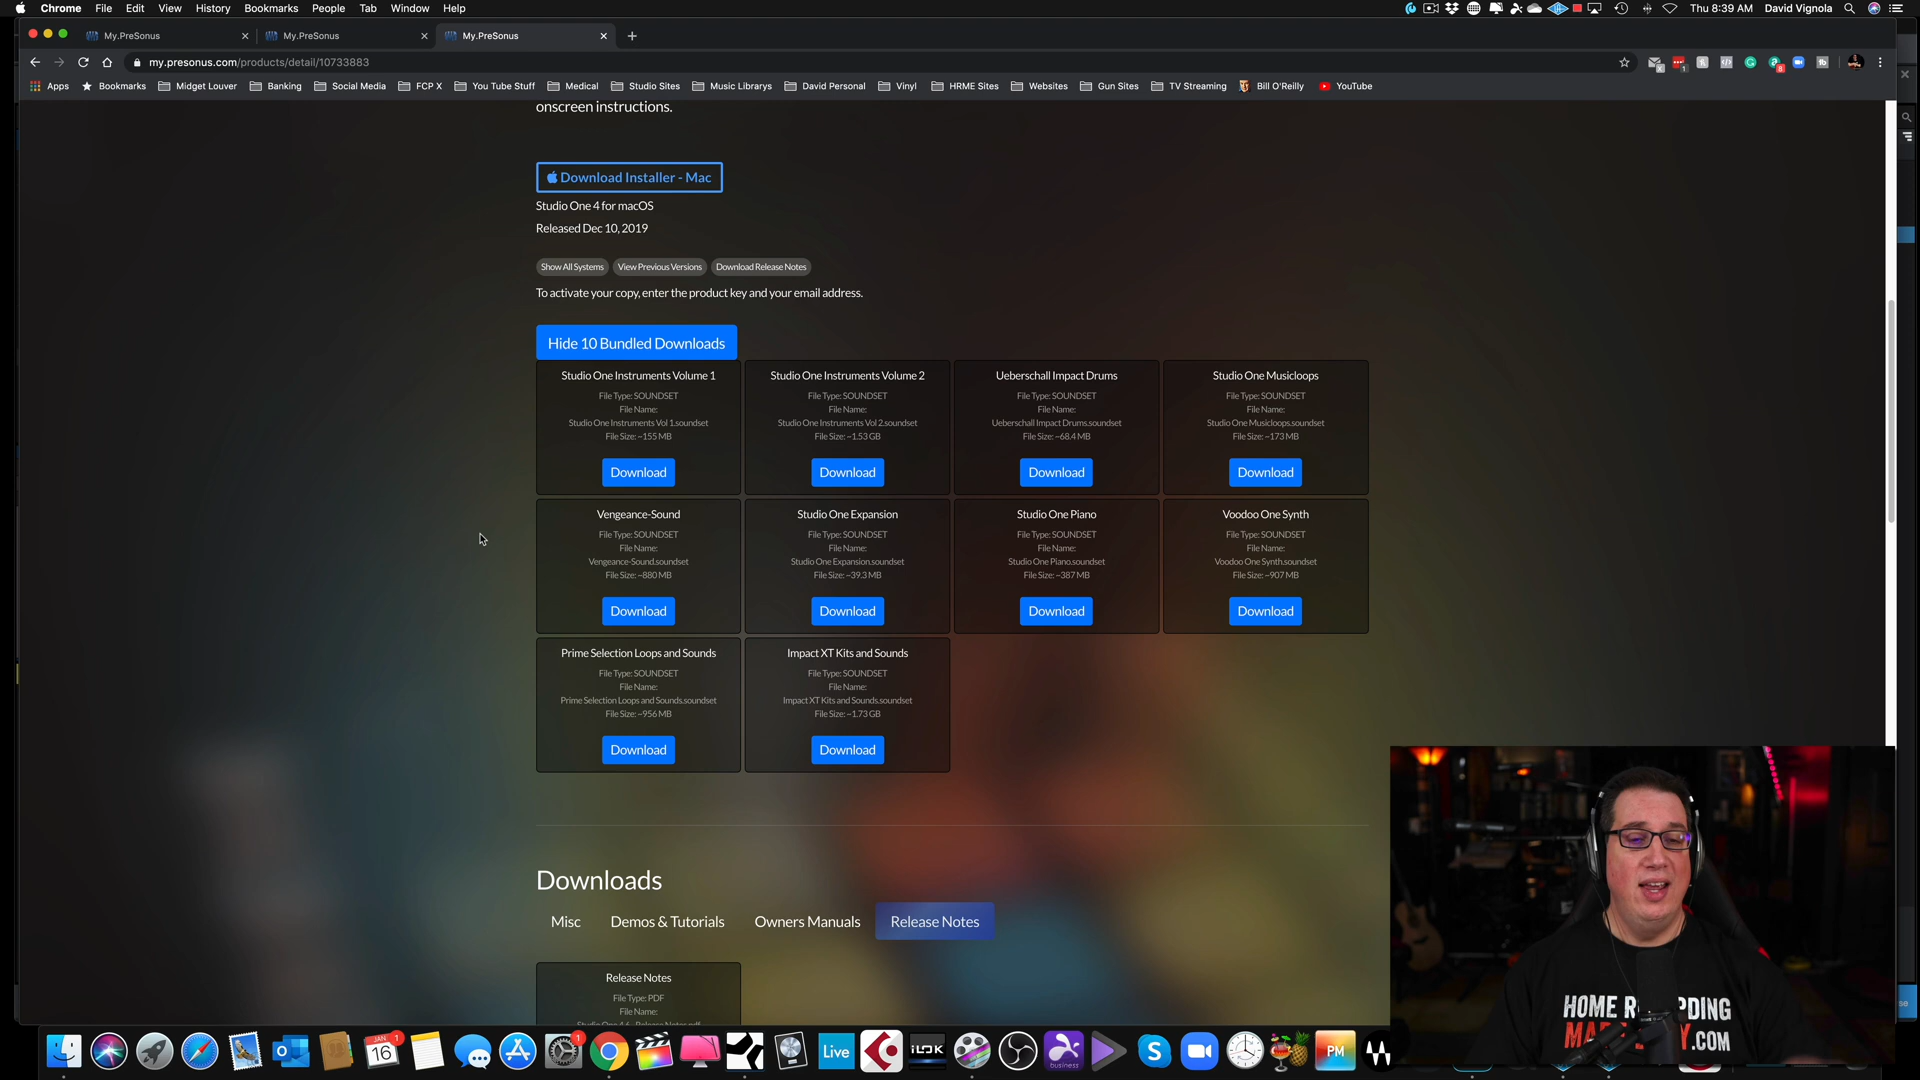 Chrome File Edit View History Bookmarks People Tab Window Help
Thu 8:39 AM David Vignola
My.PreSonus
My.PreSonus
My.PreSonus
my.presonus.com/products/detail/10733883
Apps Bookmarks Midget Louver Banking Social Media FCP X You Tube Stuff Medical Studio Sites Music Librarys David Personal Vinyl HRME Sites Websites Gun Sites TV Streaming Bill O'Reilly YouTube
onscreen instructions.
Download Installer - Mac
Studio One 4 for macOS
Released Dec 10, 2019
Show All Systems View Previous Versions Download Release Notes
To activate your copy, enter the product key and your email address.
Hide 10 Bundled Downloads
Studio One Instruments Volume 1
File Type: SOUNDSET
File Name:
Studio One Instruments Vol 1.soundset
File Size: ~155 MB
Download
Studio One Instruments Volume 2
File Type: SOUNDSET
File Name:
Studio One Instruments Vol 2.soundset
File Size: ~1.53 GB
Download
Ueberschall Impact Drums
File Type: SOUNDSET
File Name:
Ueberschall Impact Drums.soundset
File Size: ~68.4 MB
Download
Studio One Musicloops
File Type: SOUNDSET
File Name:
Studio One Musicloops.soundset
File Size: ~173 MB
Download
Vengeance-Sound
File Type: SOUNDSET
File Name:
Vengeance-Sound.soundset
File Size: ~880 MB
Download
Studio One Expansion
File Type: SOUNDSET
File Name:
Studio One Expansion.soundset
File Size: ~39.3 MB
Download
Studio One Piano
File Type: SOUNDSET
File Name:
Studio One Piano.soundset
File Size: ~387 MB
Download
Voodoo One Synth
File Type: SOUNDSET
File Name:
Voodoo One Synth.soundset
File Size: ~907 MB
Download
Prime Selection Loops and Sounds
File Type: SOUNDSET
File Name:
Prime Selection Loops and Sounds.soundset
File Size: ~956 MB
Download
Impact XT Kits and Sounds
File Type: SOUNDSET
File Name:
Impact XT Kits and Sounds.soundset
File Size: ~1.73 GB
Download
Downloads
Misc Demos & Tutorials Owners Manuals Release Notes
Release Notes
File Type: PDF
File Name:
Studio One 4.6 - Release Notes.pdf
JAN
16
Live
iLOK
business
PM
HOME RECORDING
MADE EASY
.COM